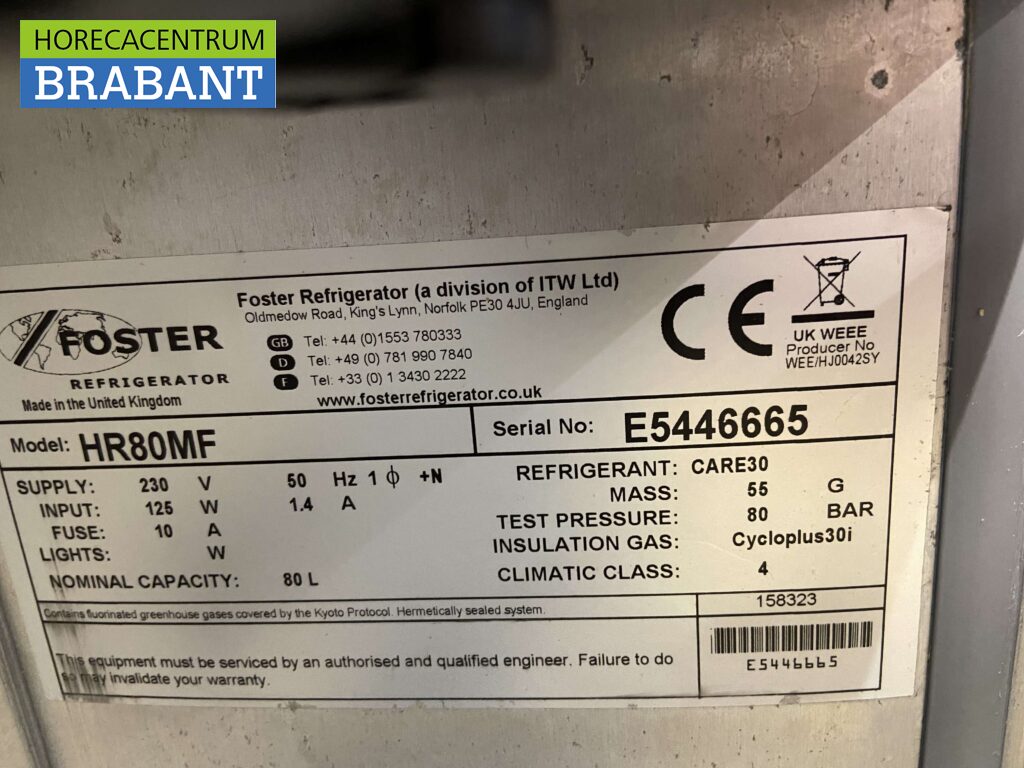 HORECACENTRUM
BRABANT
Foster Refrigerator (a division of ITW Ltd)
Oldmedow Road, King's Lynn, Norfolk PE30 4JU, England
GB Tel: +44 (0)1553 780333
D Tel: +49 (0) 781 990 7840
F Tel: +33 (0) 1 3430 2222
www.fosterrefrigerator.co.uk
FOSTER
REFRIGERATOR
Made in the United Kingdom
CE
UK WEEE
Producer No
WEE/HJ0042SY
Model: HR80MF
Serial No: E5446665
SUPPLY: 230 V 50 Hz 1 ϕ +N
INPUT: 125 W 1.4 A
FUSE: 10 A
LIGHTS: W
NOMINAL CAPACITY: 80 L
REFRIGERANT: CARE30
MASS: 55 G
TEST PRESSURE: 80 BAR
INSULATION GAS: Cycloplus30i
CLIMATIC CLASS: 4
Contains fluorinated greenhouse gases covered by the Kyoto Protocol. Hermetically sealed system.
158323
This equipment must be serviced by an authorised and qualified engineer. Failure to do
so may invalidate your warranty.
E5446665